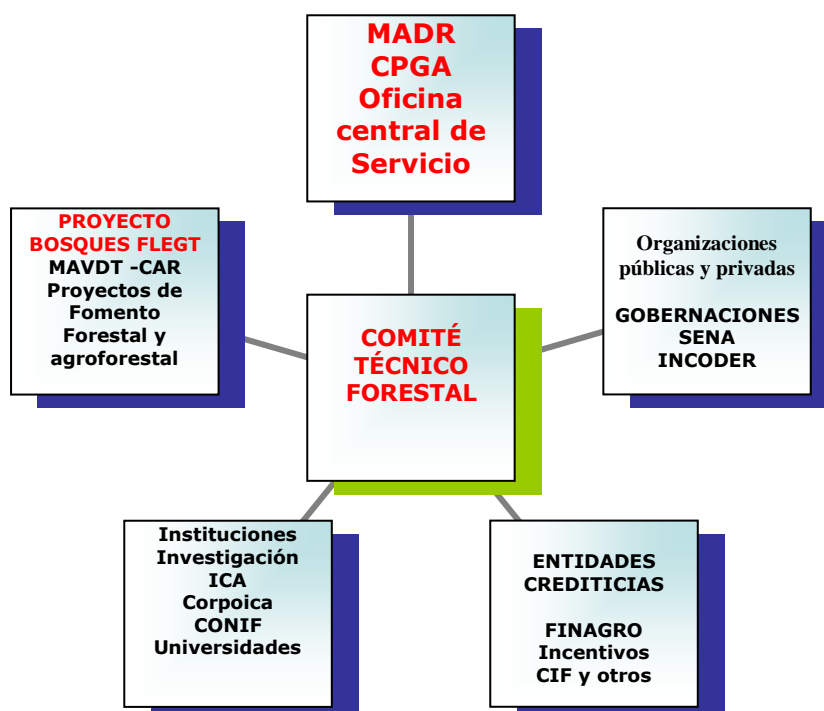 MADR
CPGA
Oficina
central de
Servicio
PROYECTO
BOSQUES FLEGT
MAVDT -CAR
Proyectos de
Fomento
Forestal y
agroforestal
Organizaciones
públicas y privadas
GOBERNACIONES
SENA
INCODER
COMITÉ
TÉCNICO
FORESTAL
Instituciones
Investigación
ICA
Corpoica
CONIF
Universidades
ENTIDADES
CREDITICIAS
FINAGRO
Incentivos
CIF y otros